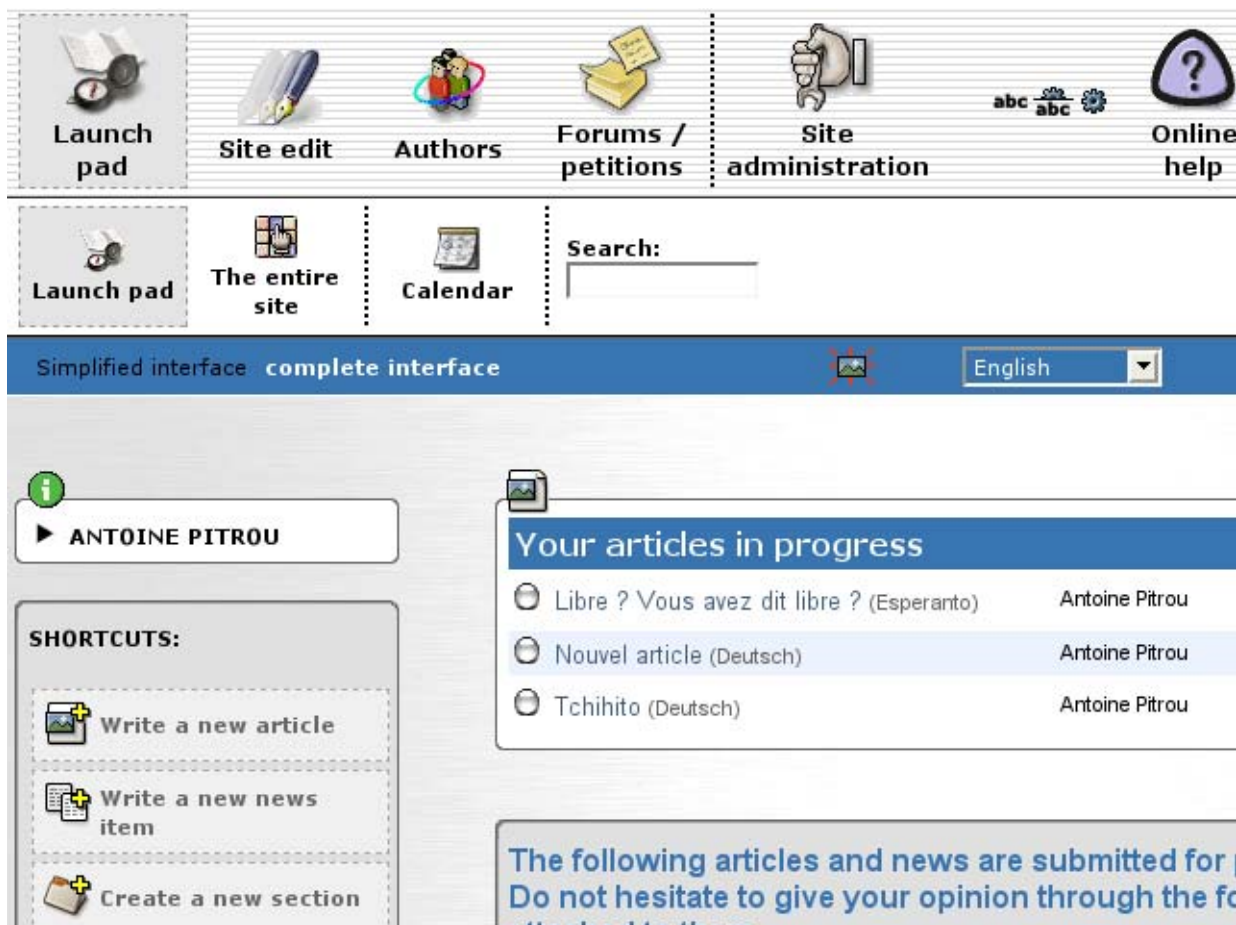 Launch pad
Site edit
Authors
Forums / petitions
Site administration
abc abc
Online help
Launch pad
The entire site
Calendar
Search:
Simplified interface complete interface
English
ANTOINE PITROU
Your articles in progress
Libre ? Vous avez dit libre ? (Esperanto) Antoine Pitrou
Nouvel article (Deutsch) Antoine Pitrou
Tchihito (Deutsch) Antoine Pitrou
SHORTCUTS:
Write a new article
Write a new news
item
Create a new section
The following articles and news are submitted for
Do not hesitate to give your opinion through the